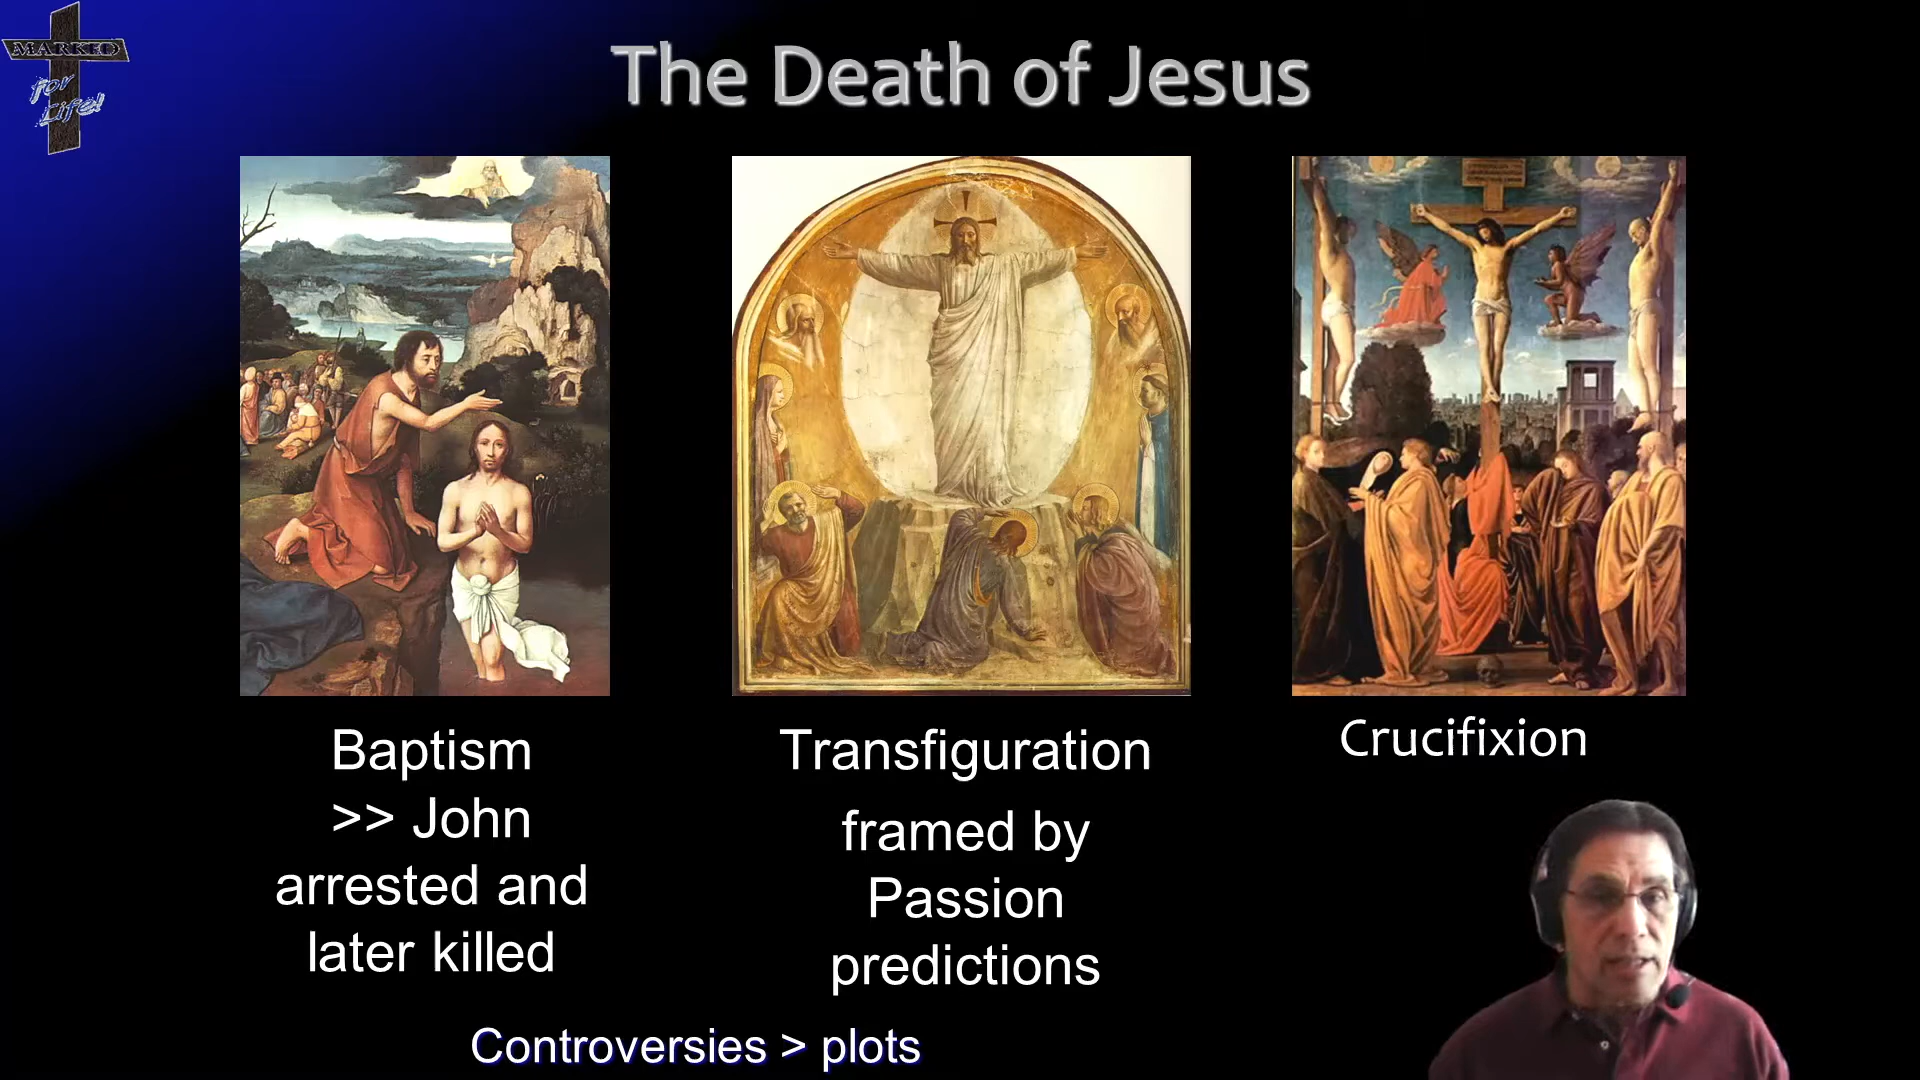 MARKED
for
Life!
The Death of Jesus
Baptism
>> John
arrested and
later killed
Transfiguration
framed by
Passion
predictions
Crucifixion
Controversies > plots